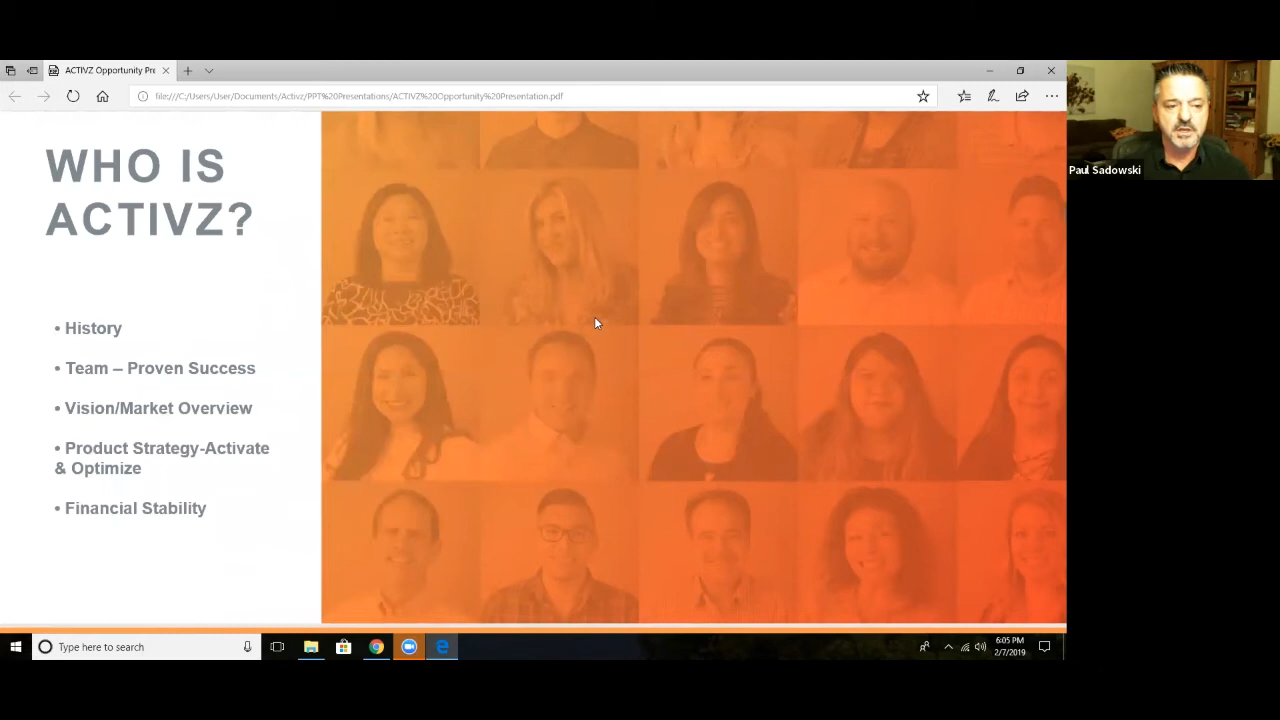 ACTIVZ Opportunity Pre
file:///C:/Users/User/Documents/Activz/PPT%20Presentations/ACTIVZ%20Opportunity%20Presentation.pdf
Paul Sadowski
WHO IS
ACTIVZ?
• History
• Team – Proven Success
• Vision/Market Overview
• Product Strategy-Activate
& Optimize
• Financial Stability
Type here to search
6:05 PM
2/7/2019